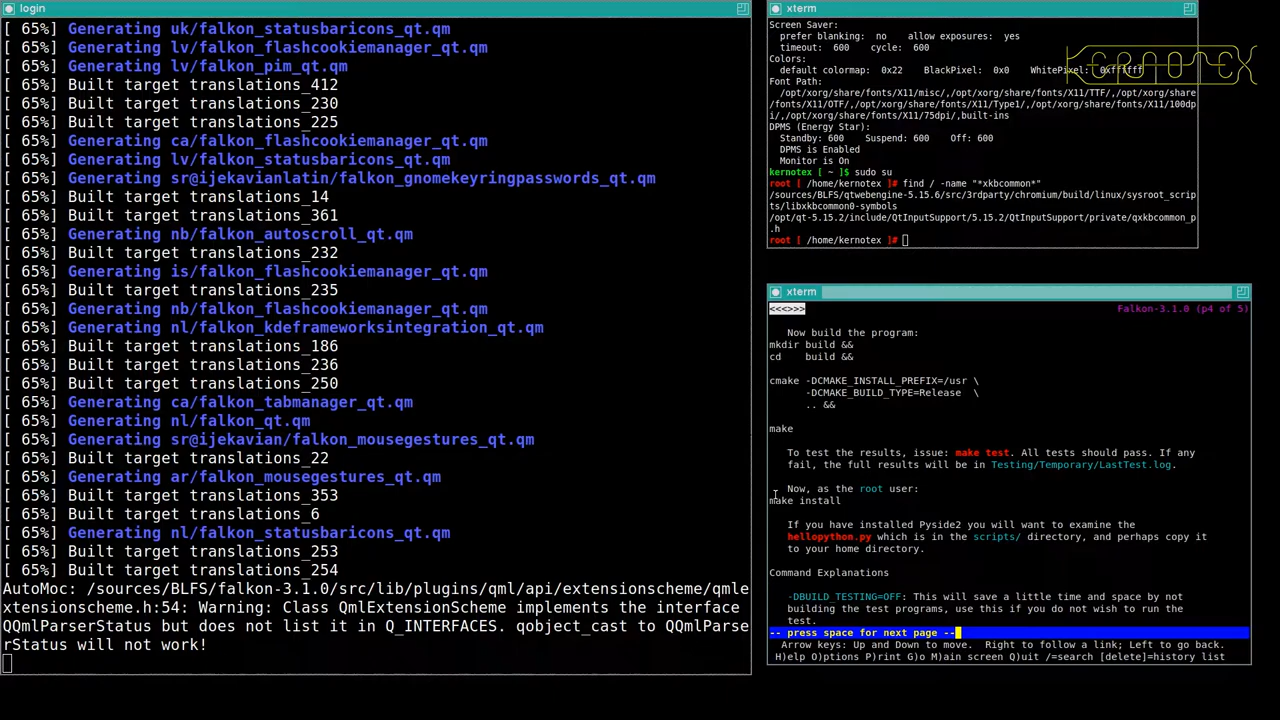 login
[ 65%] Generating uk/falkon_statusbaricons_qt.qm
[ 65%] Generating lv/falkon_flashcookiemanager_qt.qm
[ 65%] Generating lv/falkon_pim_qt.qm
[ 65%] Built target translations_412
[ 65%] Built target translations_230
[ 65%] Built target translations_225
[ 65%] Generating ca/falkon_flashcookiemanager_qt.qm
[ 65%] Generating lv/falkon_statusbaricons_qt.qm
[ 65%] Generating sr@ijekavianlatin/falkon_gnomekeyringpasswords_qt.qm
[ 65%] Built target translations_14
[ 65%] Built target translations_361
[ 65%] Generating nb/falkon_autoscroll_qt.qm
[ 65%] Built target translations_232
[ 65%] Generating is/falkon_flashcookiemanager_qt.qm
[ 65%] Built target translations_235
[ 65%] Generating nb/falkon_flashcookiemanager_qt.qm
[ 65%] Generating nl/falkon_kdeframeworksintegration_qt.qm
[ 65%] Built target translations_186
[ 65%] Built target translations_236
[ 65%] Built target translations_250
[ 65%] Generating ca/falkon_tabmanager_qt.qm
[ 65%] Generating nl/falkon_qt.qm
[ 65%] Generating sr@ijekavian/falkon_mousegestures_qt.qm
[ 65%] Built target translations_22
[ 65%] Generating ar/falkon_mousegestures_qt.qm
[ 65%] Built target translations_353
[ 65%] Built target translations_6
[ 65%] Generating nl/falkon_statusbaricons_qt.qm
[ 65%] Built target translations_253
[ 65%] Built target translations_254
AutoMoc: /sources/BLFS/falkon-3.1.0/src/lib/plugins/qml/api/extensionscheme/qmle
xtensionscheme.h:54: Warning: Class QmlExtensionScheme implements the interface
QQmlParserStatus but does not list it in Q_INTERFACES. qobject_cast to QQmlParse
rStatus will not work!
xterm
Screen Saver:
prefer blanking: no allow exposures: yes
timeout: 600 cycle: 600
Colors:
default colormap: 0x22 BlackPixel: 0x0 WhitePixel: 0xffffff
Font Path:
/opt/xorg/share/fonts/X11/misc/,/opt/xorg/share/fonts/X11/TTF/,/opt/xorg/share
/fonts/X11/OTF/,/opt/xorg/share/fonts/X11/Type1/,/opt/xorg/share/fonts/X11/100dp
i/,/opt/xorg/share/fonts/X11/75dpi/,built-ins
DPMS (Energy Star):
Standby: 600 Suspend: 600 Off: 600
DPMS is Enabled
Monitor is On
kernotex [ ~ ]$ sudo su
root [ /home/kernotex ]# find / -name "*xkbcommon*"
/sources/BLFS/qtwebengine-5.15.6/src/3rdparty/chromium/build/linux/sysroot_scrip
ts/libxkbcommon0-symbols
/opt/qt-5.15.2/include/QtInputSupport/5.15.2/QtInputSupport/private/qxkbcommon_p
.h
root [ /home/kernotex ]#
KERNOTEX
xterm
<<<>>> Falkon-3.1.0 (p4 of 5)
Now build the program:
mkdir build &&
cd build &&
cmake -DCMAKE_INSTALL_PREFIX=/usr \
-DCMAKE_BUILD_TYPE=Release \
.. &&
make
To test the results, issue: make test. All tests should pass. If any
fail, the full results will be in Testing/Temporary/LastTest.log.
Now, as the root user:
make install
If you have installed Pyside2 you will want to examine the
hellopython.py which is in the scripts/ directory, and perhaps copy it
to your home directory.
Command Explanations
-DBUILD_TESTING=OFF: This will save a little time and space by not
building the test programs, use this if you do not wish to run the
test.
-- press space for next page --
Arrow keys: Up and Down to move. Right to follow a link; Left to go back.
H)elp O)ptions P)rint G)o M)ain screen Q)uit /=search [delete]=history list